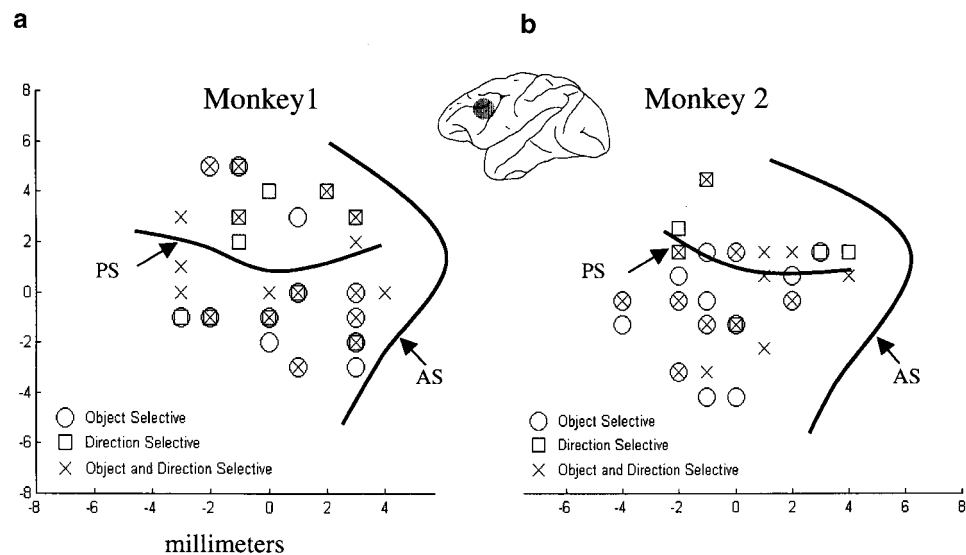 a
b
Monkey1
Monkey 2
8
6
4
2
0
-2
-4
-6
-8
PS
AS
Object Selective
Direction Selective
Object and Direction Selective
-8
-6
-4
-2
0
2
4
millimeters
PS
AS
Object Selective
Direction Selective
Object and Direction Selective
-8
-4
-2
0
2
4
6
8